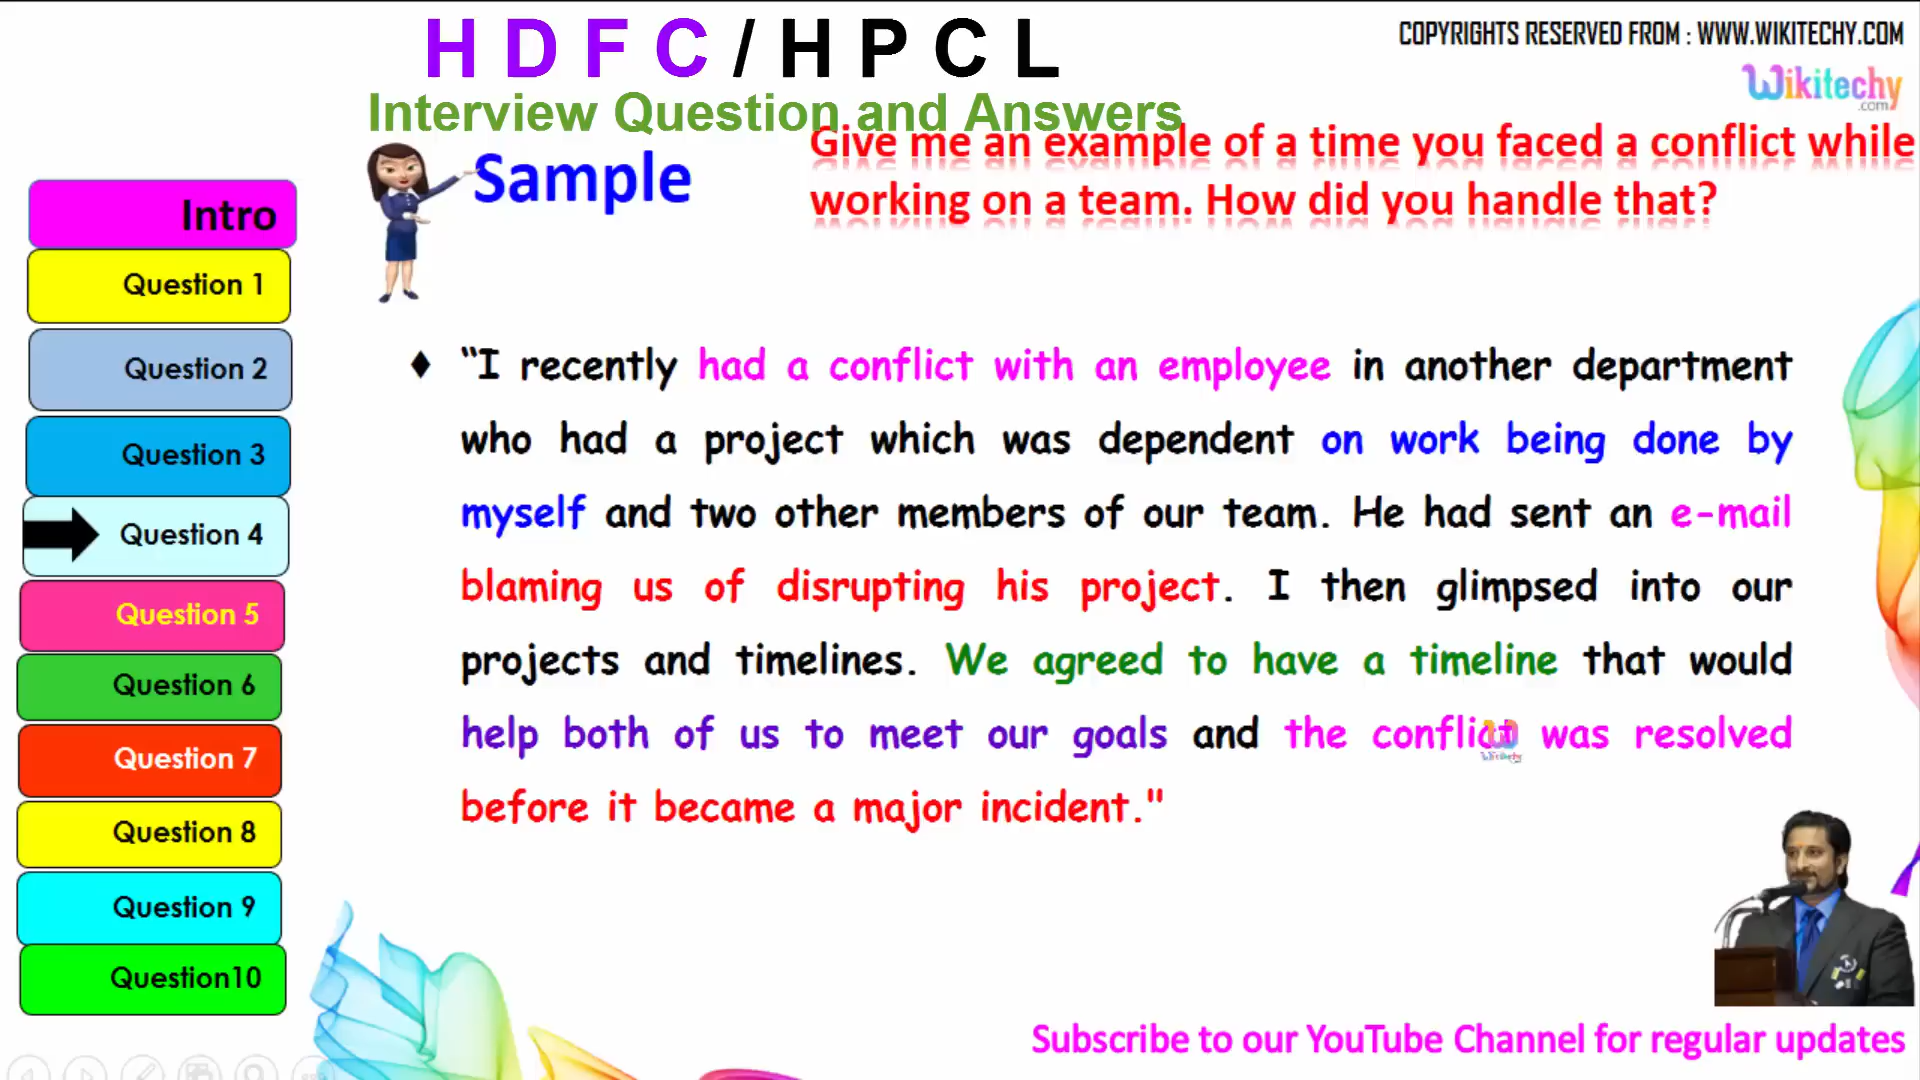 H D F C / H P C L
COPYRIGHTS RESERVED FROM : WWW.WIKITECHY.COM
Wikitechy
.com
Interview Question and Answers
Sample
Give me an example of a time you faced a conflict while
working on a team. How did you handle that?
Intro
Question 1
Question 2
Question 3
Question 4
Question 5
Question 6
Question 7
Question 8
Question 9
Question10
“I recently had a conflict with an employee in another department
who had a project which was dependent on work being done by
myself and two other members of our team. He had sent an e-mail
blaming us of disrupting his project. I then glimpsed into our
projects and timelines. We agreed to have a timeline that would
help both of us to meet our goals and the conflict was resolved
before it became a major incident."
Wikitechy
Subscribe to our YouTube Channel for regular updates